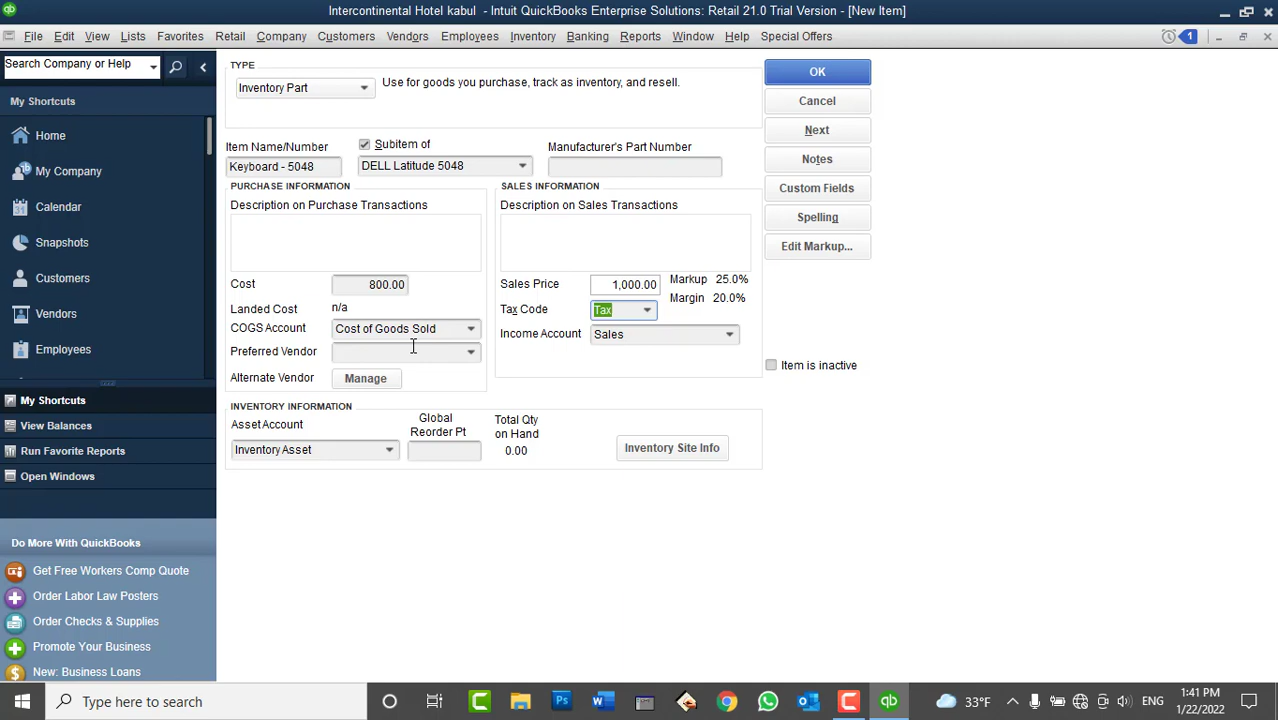 Intercontinental Hotel kabul - Intuit QuickBooks Enterprise Solutions: Retail 21.0 Trial Version - [New Item]
File Edit View Lists Favorites Retail Company Customers Vendors Employees Inventory Banking Reports Window Help Special Offers 1
Search Company or Help
My Shortcuts
Home
My Company
Calendar
Snapshots
Customers
Vendors
Employees
My Shortcuts
View Balances
Run Favorite Reports
Open Windows
Do More With QuickBooks
Get Free Workers Comp Quote
Order Labor Law Posters
Order Checks & Supplies
Promote Your Business
New: Business Loans
TYPE
Inventory Part
Use for goods you purchase, track as inventory, and resell.
Item Name/Number
Subitem of
Manufacturer's Part Number
Keyboard - 5048
DELL Latitude 5048
PURCHASE INFORMATION
Description on Purchase Transactions
Cost 800.00
Landed Cost n/a
COGS Account Cost of Goods Sold
Preferred Vendor
Alternate Vendor Manage
SALES INFORMATION
Description on Sales Transactions
Sales Price 1,000.00 Markup 25.0%
Margin 20.0%
Tax Code Tax
Income Account Sales
INVENTORY INFORMATION
Asset Account
Inventory Asset
Global
Reorder Pt
Total Qty
on Hand
0.00
Inventory Site Info
OK
Cancel
Next
Notes
Custom Fields
Spelling
Edit Markup...
Item is inactive
Type here to search
33°F
ENG
1:41 PM
1/22/2022